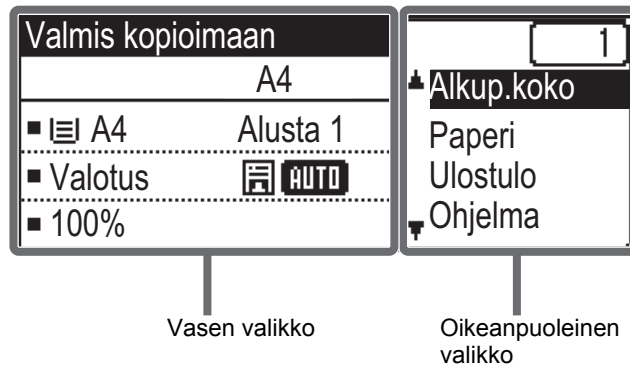 Valmis kopioimaan
A4
A4 Alusta 1
Valotus AUTO
100%
1
Alkup.koko
Paperi
Ulostulo
Ohjelma
Vasen valikko
Oikeanpuoleinen
valikko